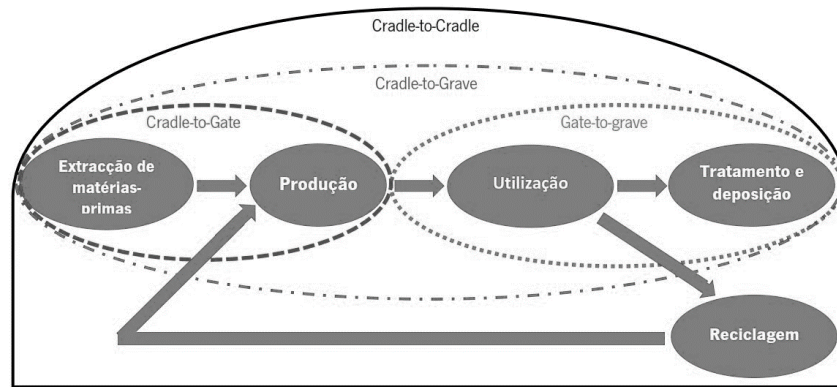 Cradle-to-Cradle
Cradle-to-Grave
Cradle-to-Gate
Gate-to-grave
Extracção de
matérias-
primas
Produção
Utilização
Tratamento e
deposição
Reciclagem